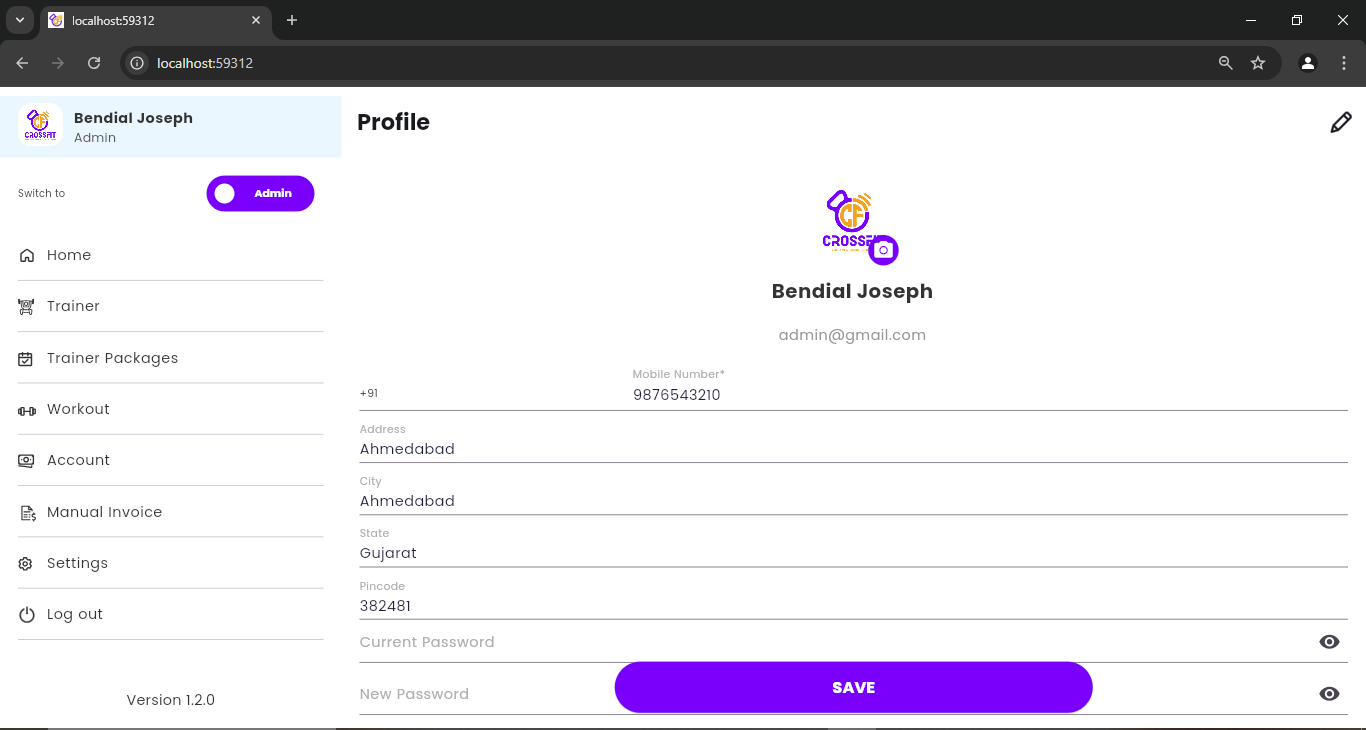 localhost:59312
localhost:59312
CROSSFIT
Bendial Joseph
Admin
Switch to
Admin
Home
Trainer
Trainer Packages
Workout
Account
Manual Invoice
Settings
Log out
Version 1.2.0
Profile
CF
CROSSF
Bendial Joseph
admin@gmail.com
Mobile Number*
+91 9876543210
Address
Ahmedabad
City
Ahmedabad
State
Gujarat
Pincode
382481
Current Password
New Password
SAVE